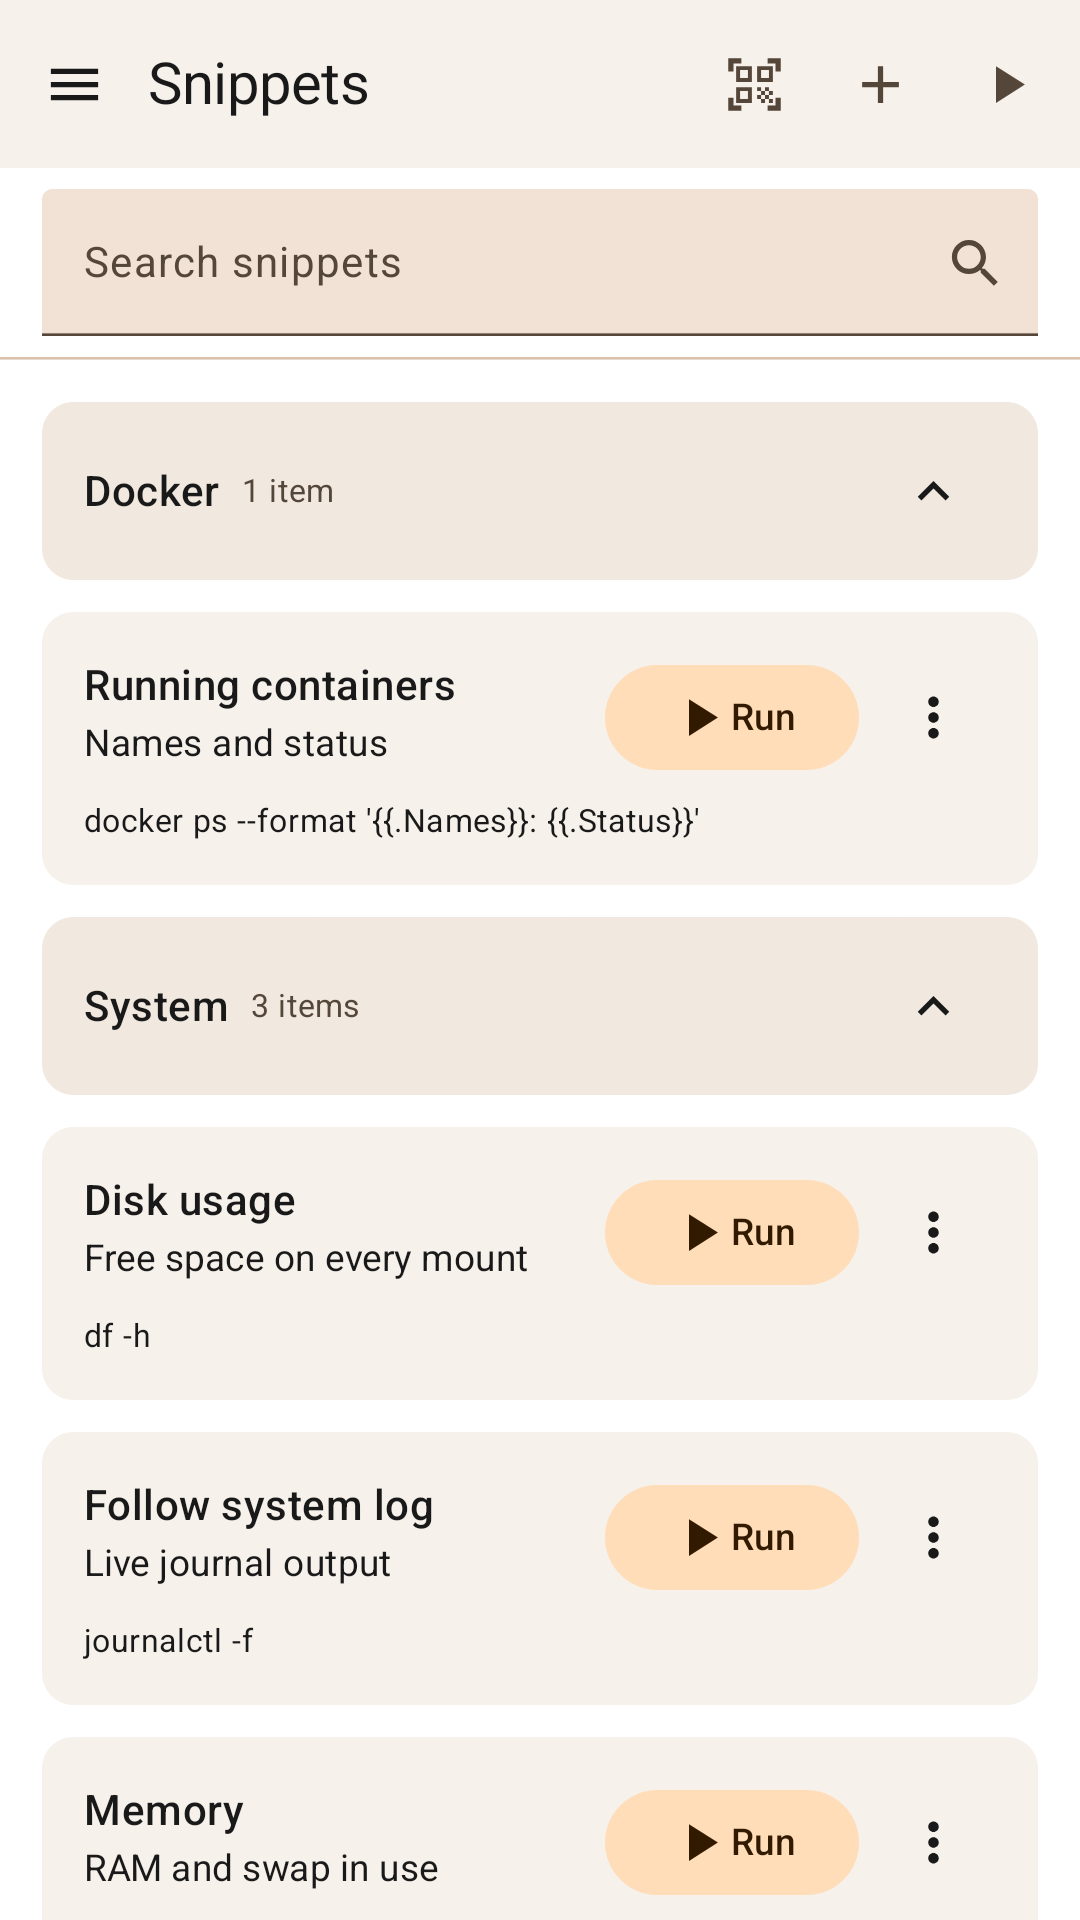 Snippets
Search snippets
Docker 1 item
Running containers
Names and status
Run
docker ps --format '{{.Names}}: {{.Status}}'
System 3 items
Disk usage
Free space on every mount
Run
df -h
Follow system log
Live journal output
Run
journalctl -f
Memory
RAM and swap in use
Run